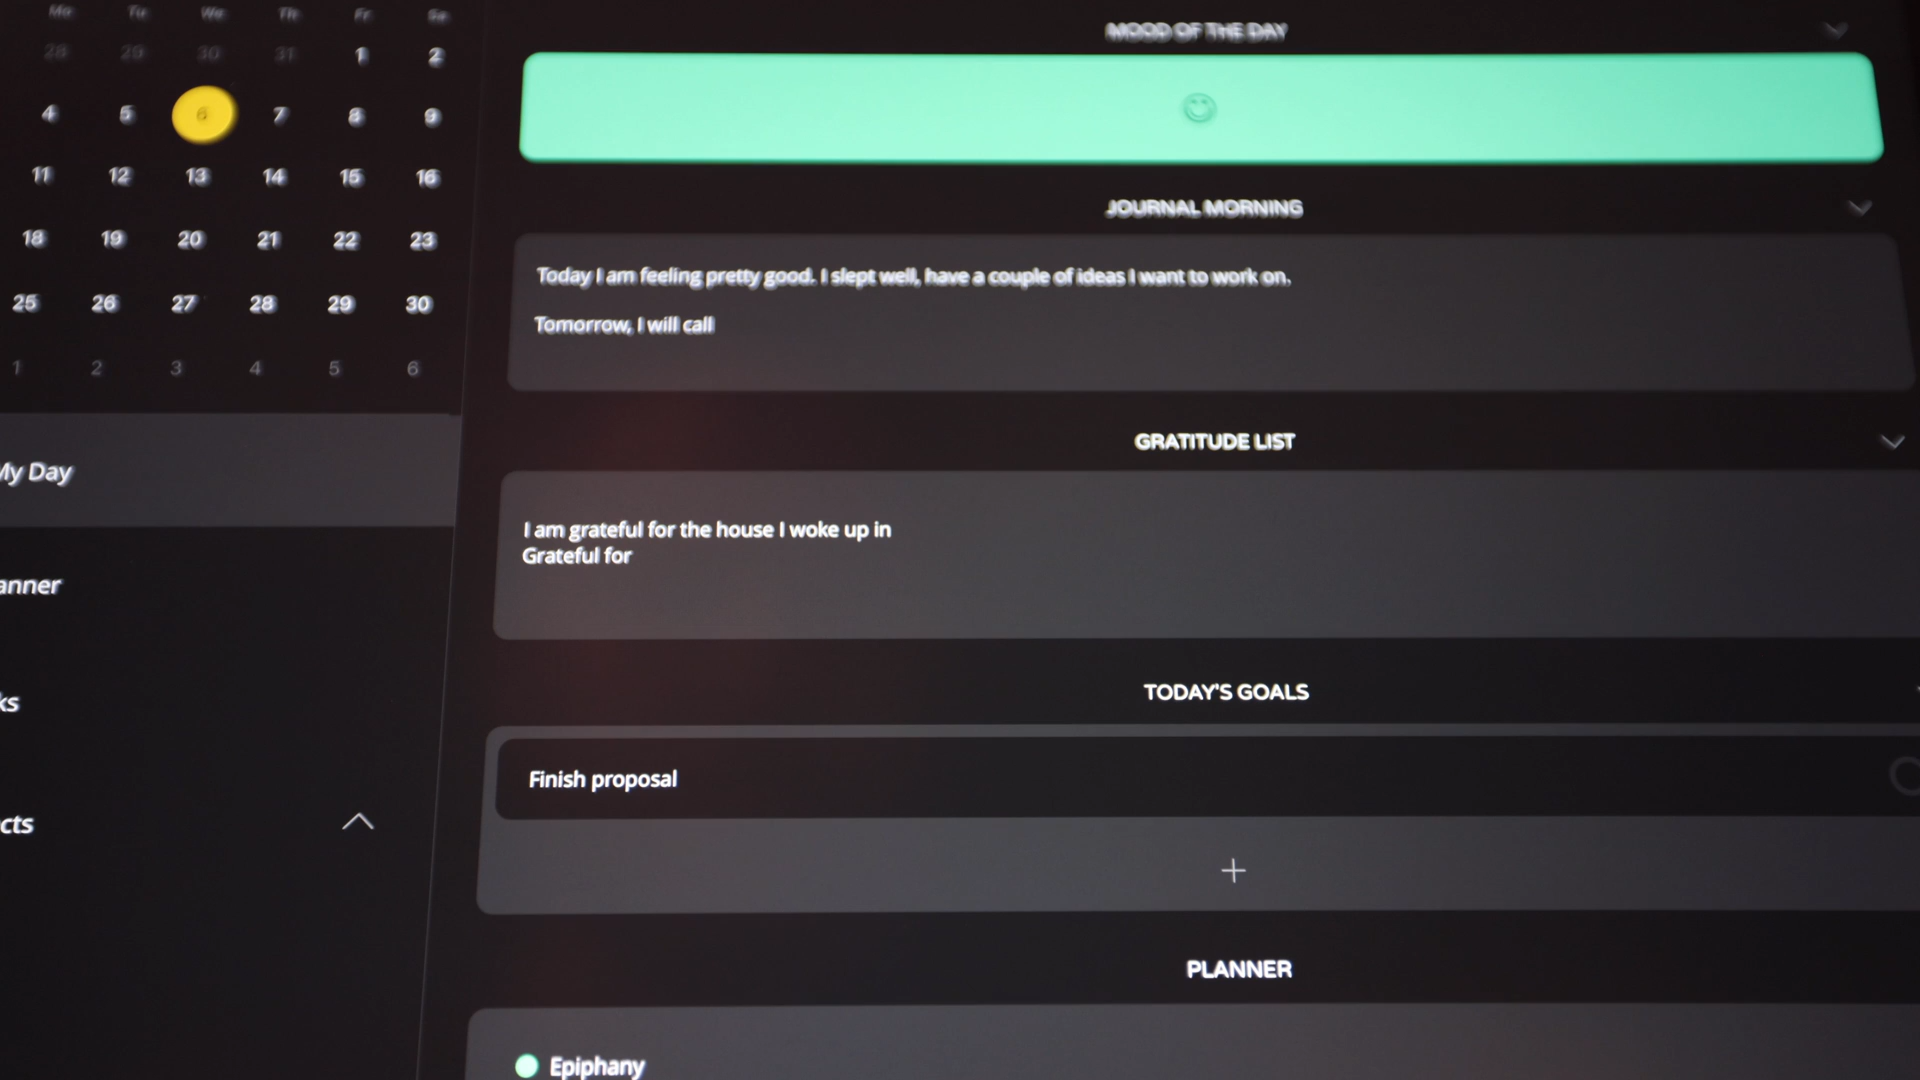 Mo Tu We Th Fr Sa
28 29 30 31 1 2
4 5 6 7 8 9
11 12 13 14 15 16
18 19 20 21 22 23
25 26 27 28 29 30
1 2 3 4 5 6
My Day
anner
ks
cts
MOOD OF THE DAY
JOURNAL MORNING
Today I am feeling pretty good. I slept well, have a couple of ideas I want to work on.
Tomorrow, I will call
GRATITUDE LIST
I am grateful for the house I woke up in
Grateful for
TODAY'S GOALS
Finish proposal
PLANNER
Epiphany